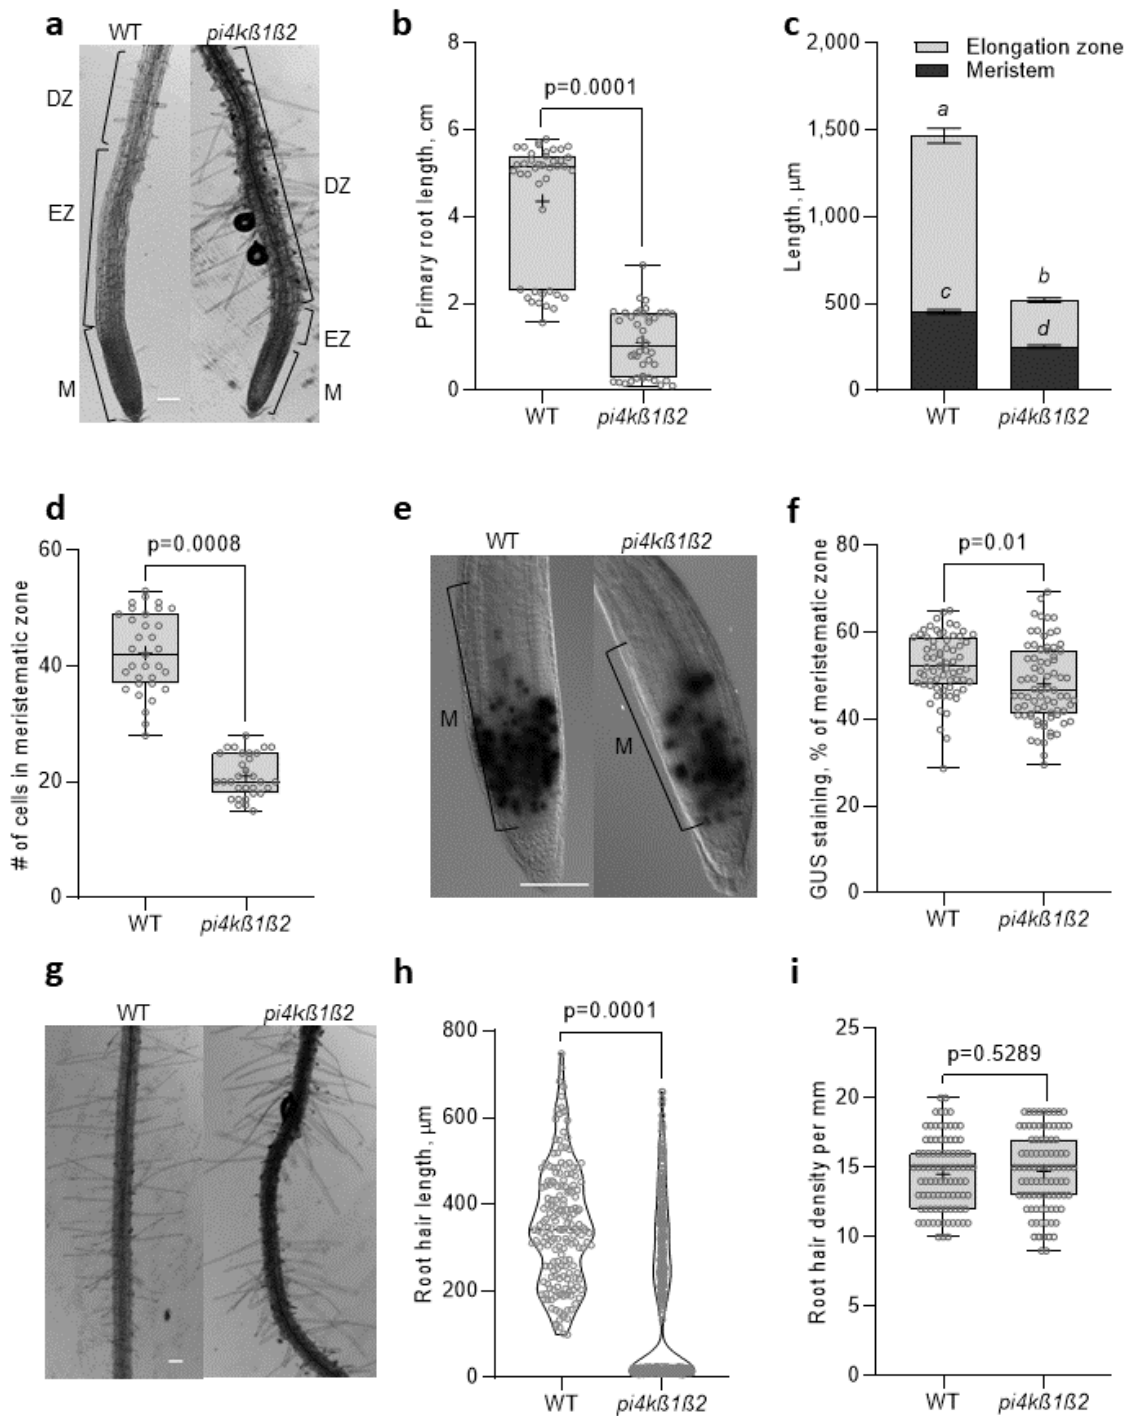 a
WT
pi4kß1ß2
DZ
EZ
M
DZ
EZ
M
b
8
6
4
2
0
Primary root length, cm
p=0.0001
WT
pi4kß1ß2
c
2,000
1,500
1,000
500
0
Length, µm
Elongation zone
Meristem
a
b
c
d
WT
pi4kß1ß2
d
60
40
20
0
# of cells in meristematic zone
p=0.0008
WT
pi4kß1ß2
e
WT
pi4kß1ß2
M
M
f
80
60
40
20
0
GUS staining, % of meristematic zone
p=0.01
WT
pi4kß1ß2
g
WT
pi4kß1ß2
h
800
600
400
200
0
Root hair length, µm
p=0.0001
WT
pi4kß1ß2
i
25
20
15
10
5
0
Root hair density per mm
p=0.5289
WT
pi4kß1ß2